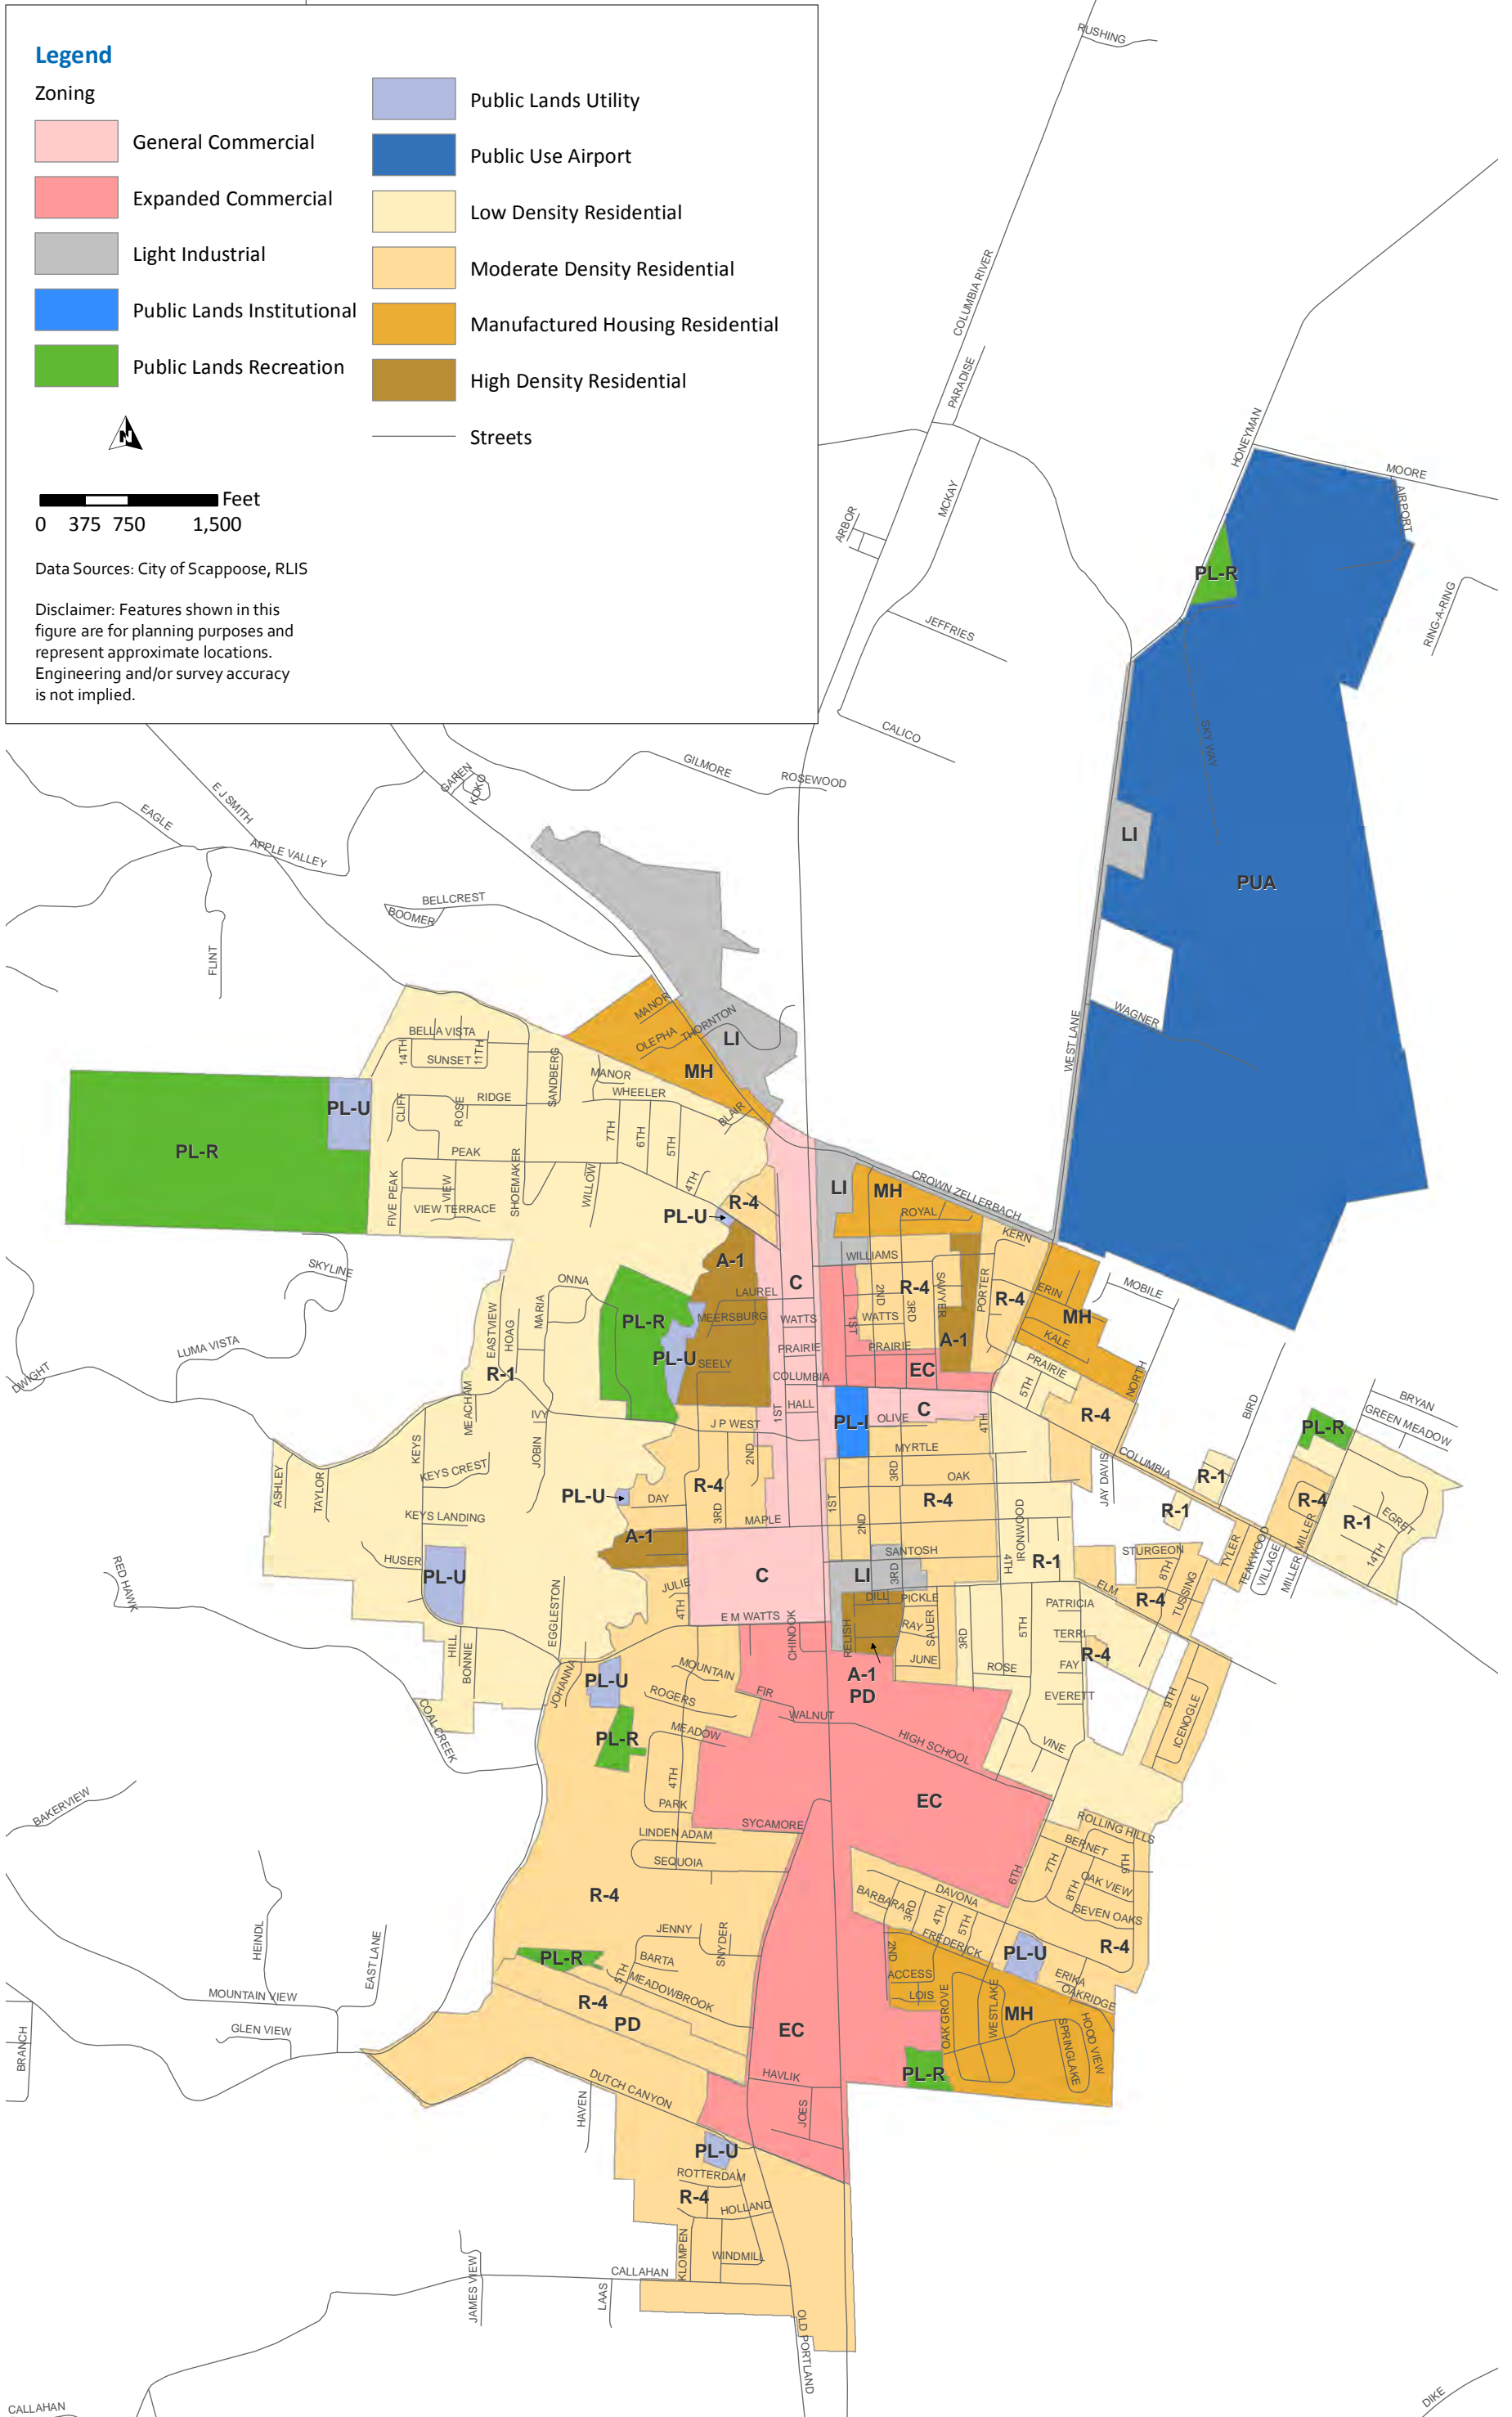 Legend
Zoning
General Commercial
Expanded Commercial
Light Industrial
Public Lands Institutional
Public Lands Recreation
Public Lands Utility
Public Use Airport
Low Density Residential
Moderate Density Residential
Manufactured Housing Residential
High Density Residential
Streets
N
Feet
0 375 750 1,500
Data Sources: City of Scappoose, RLIS
Disclaimer: Features shown in this
figure are for planning purposes and
represent approximate locations.
Engineering and/or survey accuracy
is not implied.
RUSHING
COLUMBIA RIVER
PARADISE
HONEYMAN
MOORE
AIRPORT
MCKAY
ARBOR
PL-R
RING-A-RING
JEFFRIES
CALICO
SKY WAY
GILMORE
ROSEWOOD
GAREN
KOKO
E J SMITH
EAGLE
APPLE VALLEY
LI
PUA
BELLCREST
BOOMER
FLINT
MANOR
OLEPHA
THORNTON
LI
WAGNER
WEST LANE
BELLA VISTA
14TH
SUNSET
11TH
SANDBERG
MH
MANOR
WHEELER
PL-U
CLIFF
ROSE
RIDGE
BLAIR
7TH
6TH
5TH
PL-R
PEAK
SHOEMAKER
WILLOW
4TH
FIVE PEAK
VIEW
VIEW TERRACE
R-4
PL-U
LI
MH
CROWN ZELLERBACH
ROYAL
KERN
WILLIAMS
A-1
SKYLINE
C
ONNA
LAUREL
MEERSBURG
WATTS
2ND
R-4
3RD
SAWYER
PORTER
R-4
ERIN
MOBILE
MH
KALE
PL-R
EASTVIEW
HOAG
MARIA
1ST
WATTS
PRAIRIE
A-1
LUMA VISTA
DWIGHT
R-1
PL-U
SEELY
PRAIRIE
COLUMBIA
EC
PRAIRIE
5TH
NORTH
BIRD
BRYAN
GREEN MEADOW
MEACHAM
IVY
1ST
HALL
PL-I
C
OLIVE
4TH
R-4
PL-R
J P WEST
KEYS
JOBIN
2ND
MYRTLE
COLUMBIA
KEYS CREST
3RD
OAK
JAY DAVIS
R-1
ASHLEY
TAYLOR
R-4
R-4
R-4
EGRET
PL-U
DAY
3RD
1ST
R-1
R-1
KEYS LANDING
MAPLE
2ND
IRONWOOD
MILLER
14TH
A-1
SANTOSH
4TH
R-1
STURGEON
TYLER
TEAKWOOD
VILLAGE
MILLER
HUSER
PL-U
C
LI
3RD
8TH
RED HAWK
JULIE
4TH
DILL
PICKLE
ELM
R-4
TUSSING
EGGLESTON
E M WATTS
CHINOOK
RELISH
RAY
SAUER
3RD
5TH
PATRICIA
TERRI
R-4
HILL
BONNIE
JUNE
ROSE
FAY
JOHANNA
PL-U
MOUNTAIN
A-1
PD
EVERETT
9TH
ICENOGLE
ROGERS
FIR
WALNUT
COAL CREEK
PL-R
MEADOW
HIGH SCHOOL
VINE
4TH
BAKERVIEW
PARK
EC
SYCAMORE
ROLLING HILLS
LINDEN ADAM
BERNET
SEQUOIA
7TH
9TH
6TH
8TH
OAK VIEW
R-4
BARBARA
3RD
DAVONA
4TH
5TH
SEVEN OAKS
HEINDL
EAST LANE
JENNY
SNYDER
2ND
FREDERICK
PL-U
R-4
PL-R
BARTA
5TH
MEADOWBROOK
ACCESS
ERIKA
OAKRIDGE
MOUNTAIN VIEW
R-4
PD
LOIS
OAK GROVE
WESTLAKE
MH
SPRINGLAKE
HOOD VIEW
GLEN VIEW
BRANCH
EC
PL-R
DUTCH CANYON
HAVLIK
HAVEN
JOES
PL-U
ROTTERDAM
R-4
HOLLAND
KLOMPEN
WINDMILL
CALLAHAN
JAMES VIEW
LAAS
OLD PORTLAND
CALLAHAN
DIKE